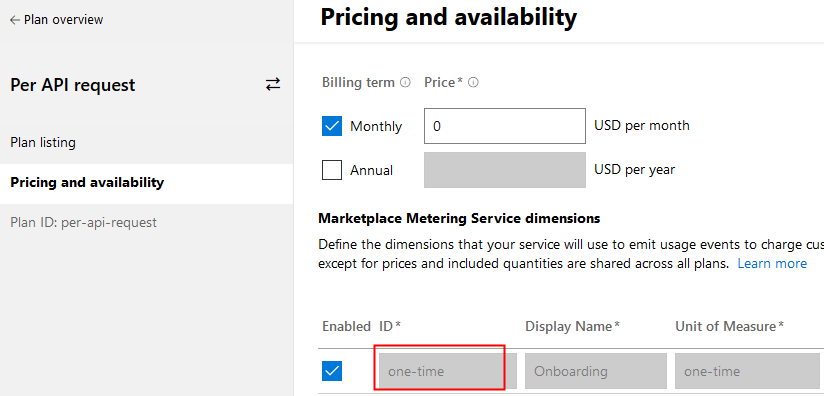 ← Plan overview
Pricing and availability
Per API request
Plan listing
Pricing and availability
Plan ID: per-api-request
Billing term Price*
Monthly 0 USD per month
Annual USD per year
Marketplace Metering Service dimensions
Define the dimensions that your service will use to emit usage events to charge cus
except for prices and included quantities are shared across all plans. Learn more
Enabled ID* Display Name* Unit of Measure*
one-time Onboarding one-time